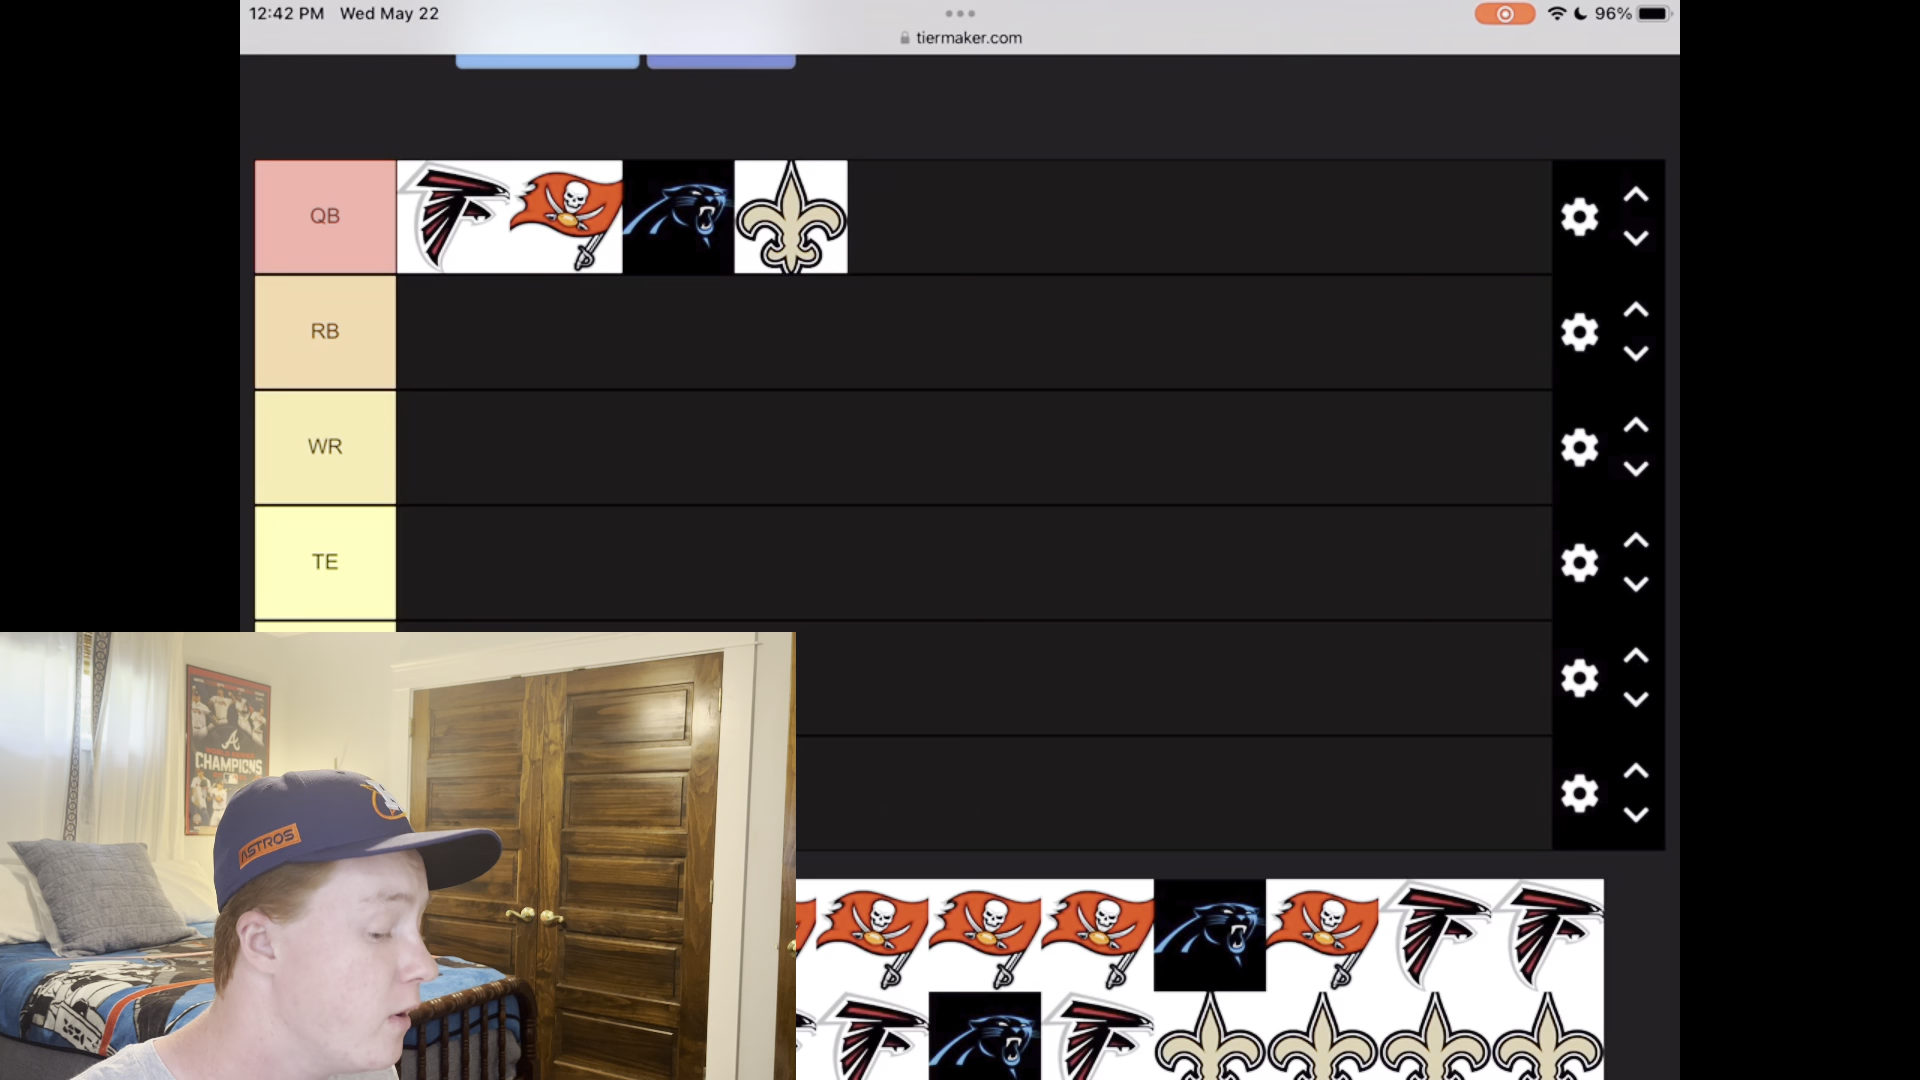 12:42 PM Wed May 22
96%
tiermaker.com
QB
RB
WR
TE
CHAMPIONS
ASTROS